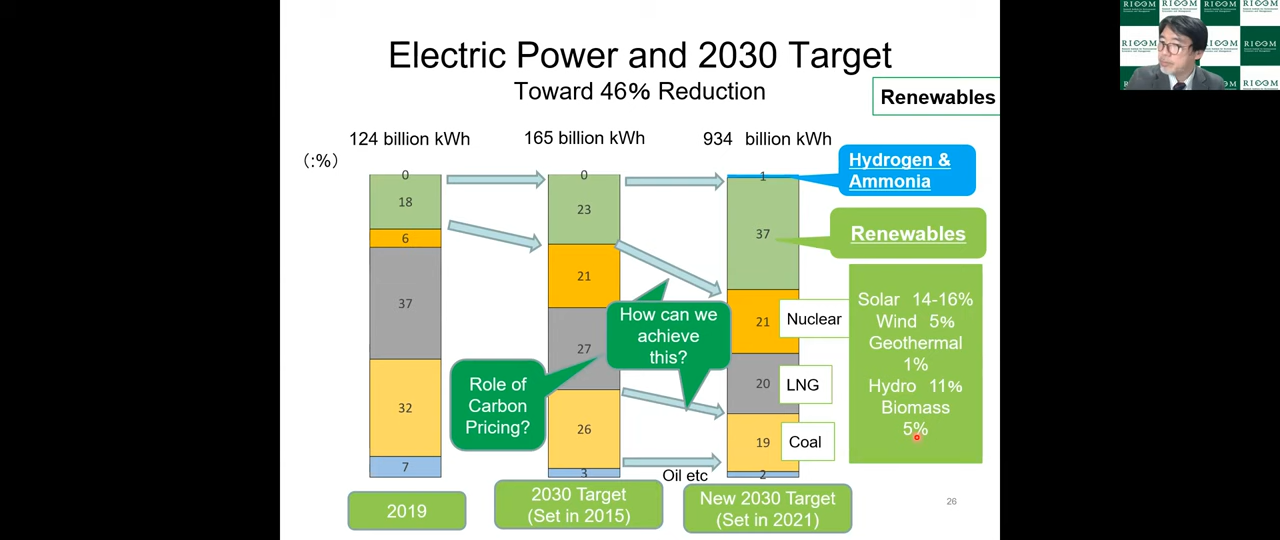 Electric Power and 2030 Target
Toward 46% Reduction
Renewables
124 billion kWh
165 billion kWh
934 billion kWh
(:%)
0
18
6
37
32
7
0
23
21
27
26
3
1
37
21
20
19
2
Hydrogen &
Ammonia
Renewables
Solar 14-16%
Wind 5%
Geothermal
1%
Hydro 11%
Biomass
5%
Nuclear
LNG
Coal
Oil etc
How can we
achieve
this?
Role of
Carbon
Pricing?
2019
2030 Target
(Set in 2015)
New 2030 Target
(Set in 2021)
26